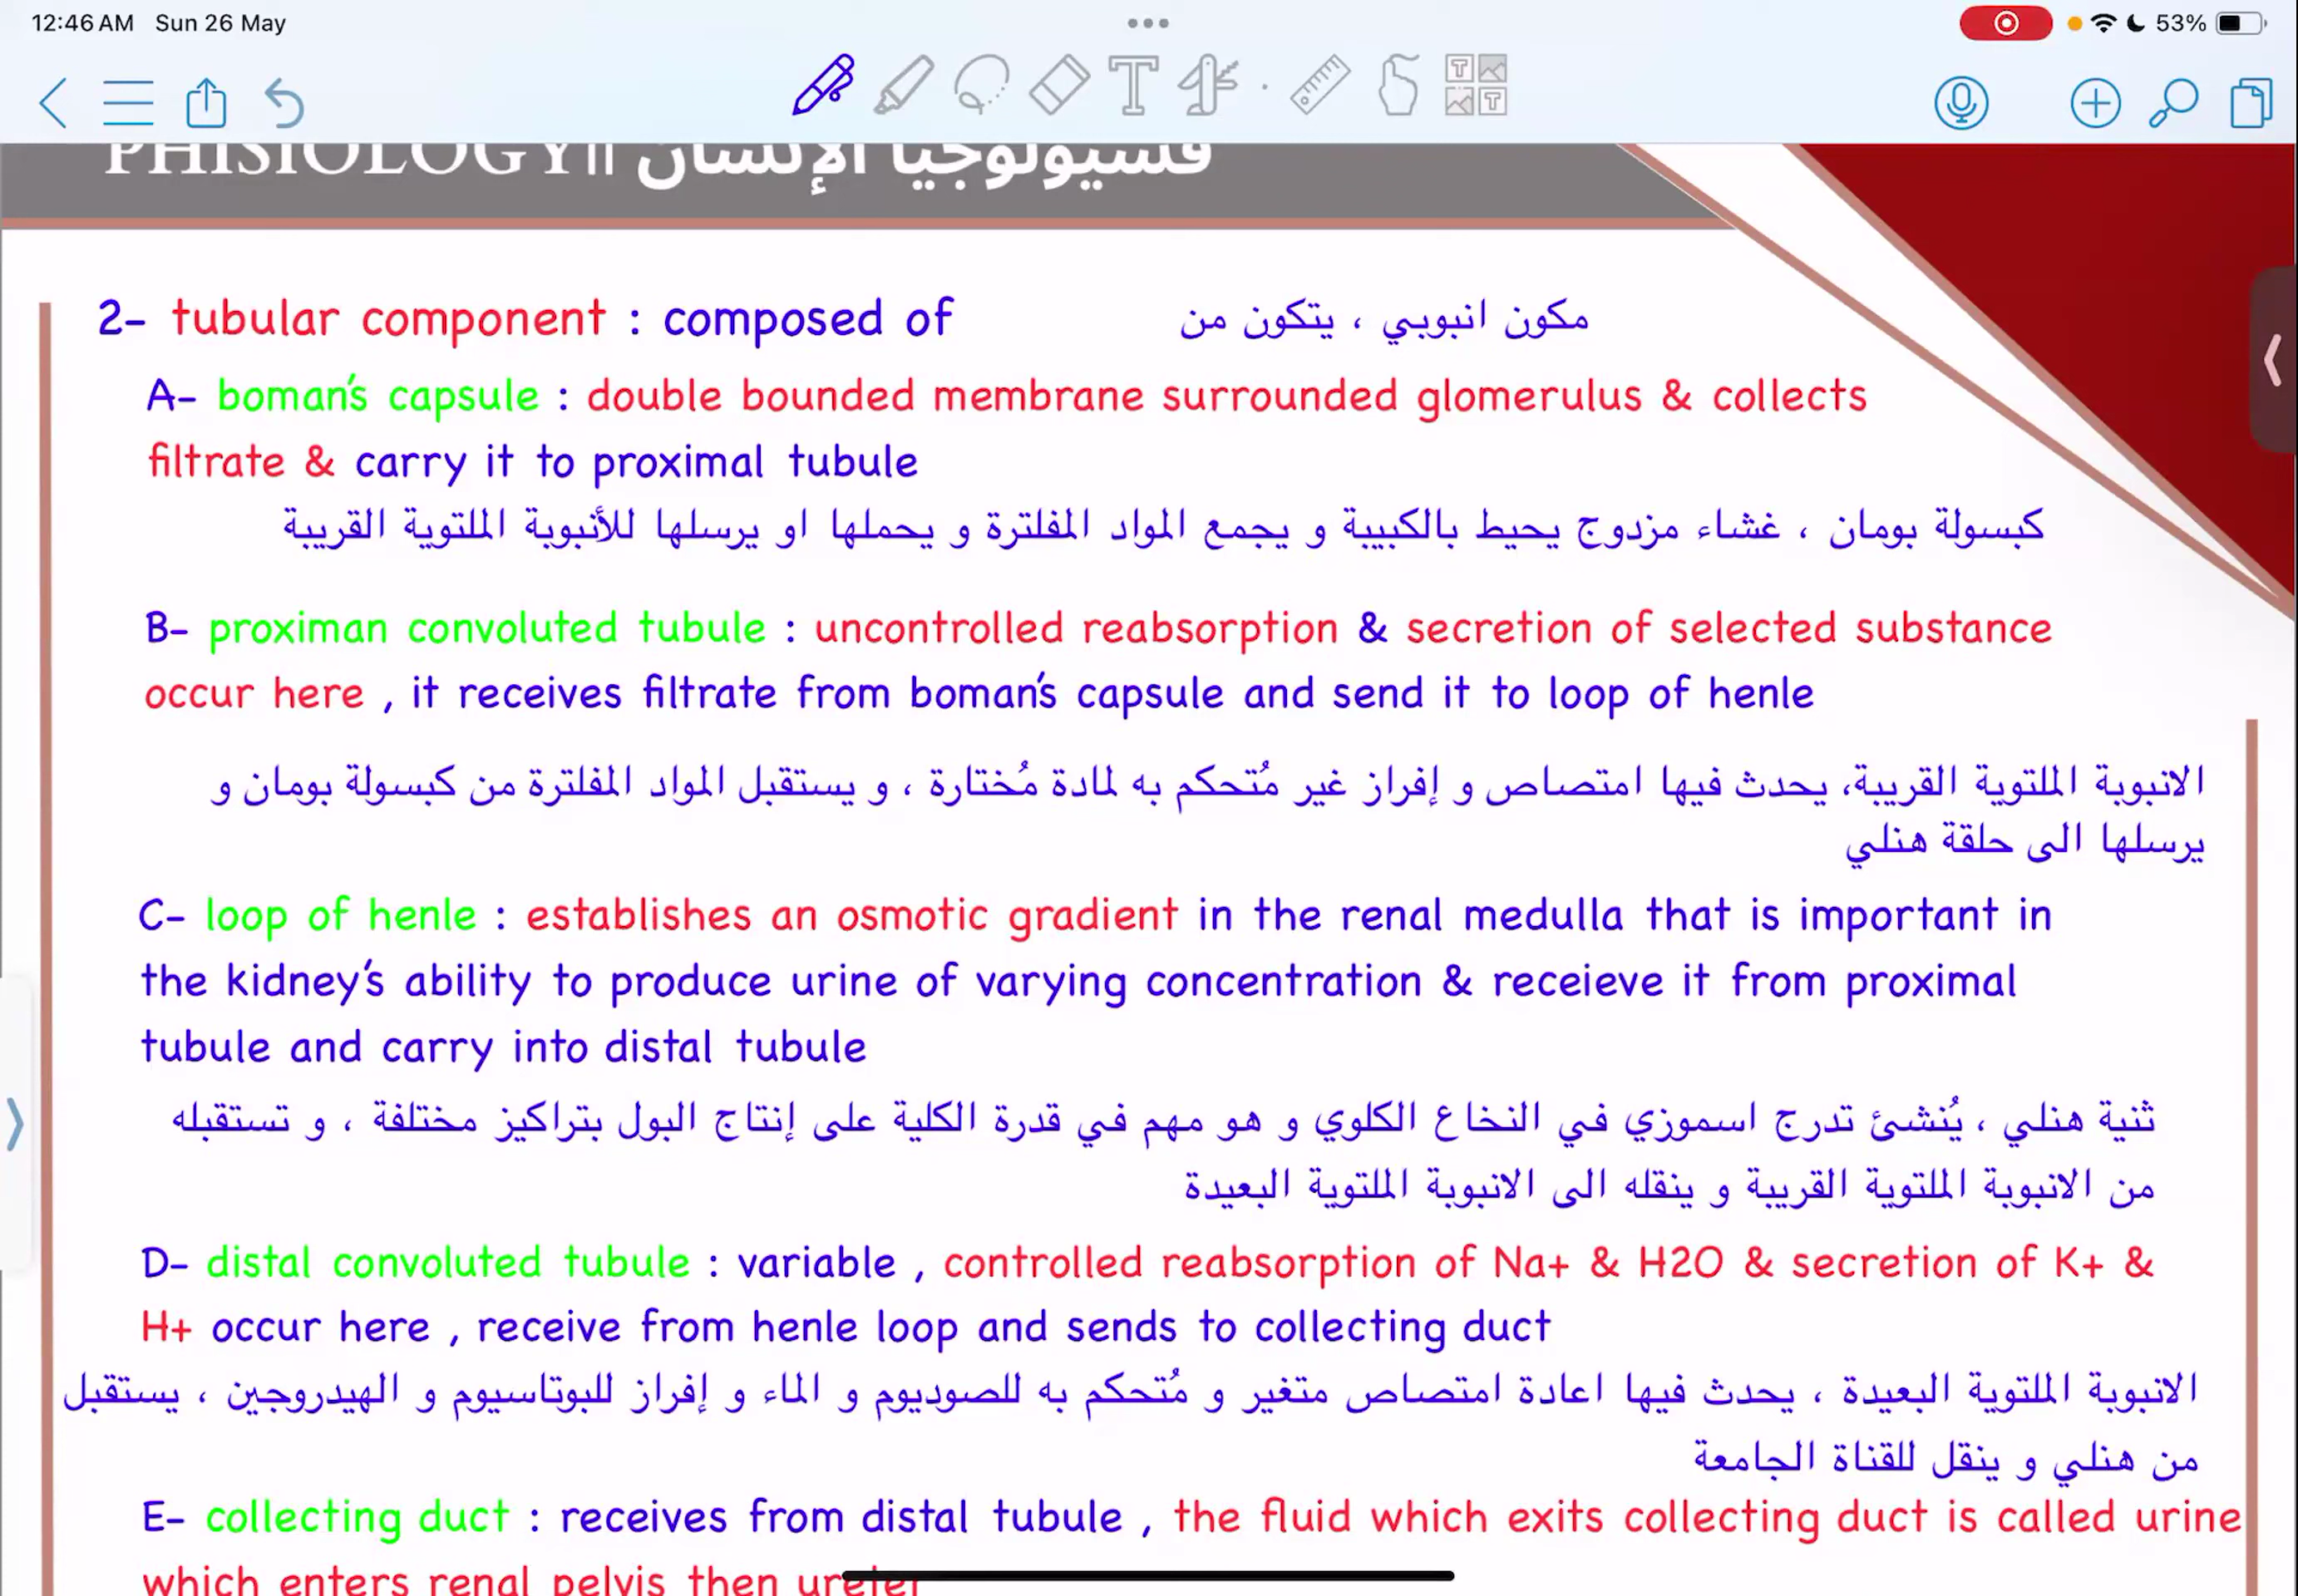 12:46 AM Sun 26 May
53%
PHISIOLOGY|| فسيولوجيا الإنسان
2- tubular component : composed of مكون انبوبي ، يتكون من
A- boman's capsule : double bounded membrane surrounded glomerulus & collects
filtrate & carry it to proximal tubule
كبسولة بومان ، غشاء مزدوج يحيط بالكبيبة و يجمع المواد المفلترة و يحملها او يرسلها للأنبوبة الملتوية القريبة
B- proximan convoluted tubule : uncontrolled reabsorption & secretion of selected substance
occur here , it receives filtrate from boman's capsule and send it to loop of henle
الانبوبة الملتوية القريبة، يحدث فيها امتصاص و إفراز غير مُتحكم به لمادة مُختارة ، و يستقبل المواد المفلترة من كبسولة بومان و
يرسلها الى حلقة هنلي
C- loop of henle : establishes an osmotic gradient in the renal medulla that is important in
the kidney's ability to produce urine of varying concentration & receieve it from proximal
tubule and carry into distal tubule
ثنية هنلي ، يُنشئ تدرج اسموزي في النخاع الكلوي و هو مهم في قدرة الكلية على إنتاج البول بتراكيز مختلفة ، و تستقبله
من الانبوبة الملتوية القريبة و ينقله الى الانبوبة الملتوية البعيدة
D- distal convoluted tubule : variable , controlled reabsorption of Na+ & H2O & secretion of K+ &
H+ occur here , receive from henle loop and sends to collecting duct
الانبوبة الملتوية البعيدة ، يحدث فيها اعادة امتصاص متغير و مُتحكم به للصوديوم و الماء و إفراز للبوتاسيوم و الهيدروجين ، يستقبل
من هنلي و ينقل للقناة الجامعة
E- collecting duct : receives from distal tubule , the fluid which exits collecting duct is called urine
which enters renal pelvis then ureter